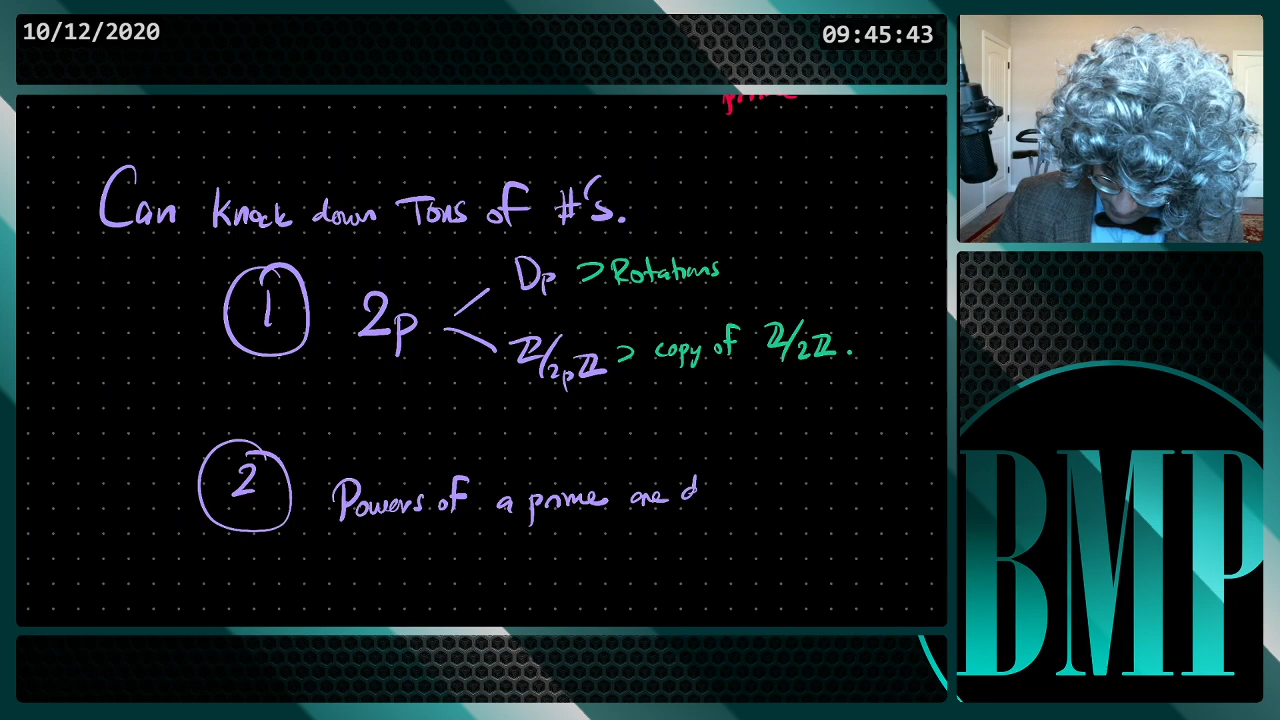 10/12/2020
09:45:43
prime
Can knock down Tons of #'s.
1 2p
Dp > Rotations
ℤ/2pℤ > copy of ℤ/2ℤ.
2 Powers of a prime are d
BMP